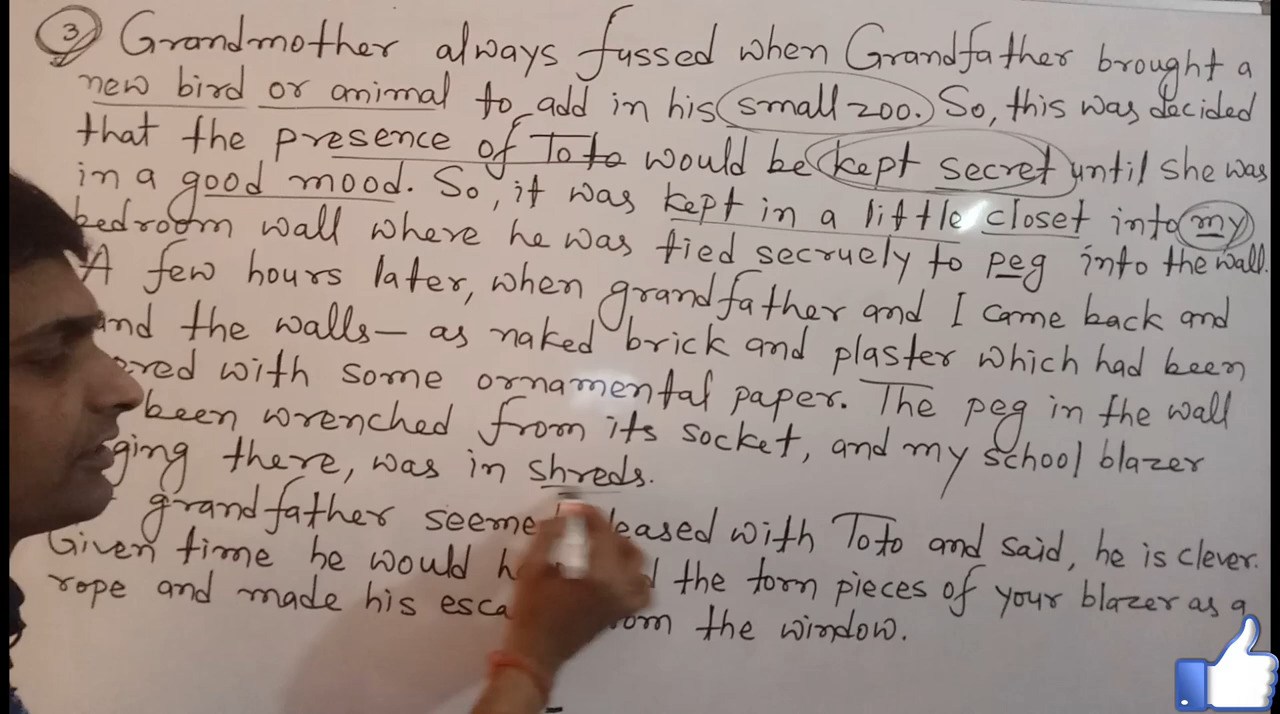 3 Grandmother always fussed when Grandfather brought a
new bird or animal to add in his small zoo. So, this was decided
that the presence of Toto would be kept secret until she was
in a good mood. So, it was kept in a little closet into my
bedroom wall where he was tied secruely to peg into the wall.
A few hours later, when grandfather and I came back and
and the walls- as naked brick and plaster which had been
ered with some ornamental paper. The peg in the wall
been wrenched from its socket, and my school blazer
ging there, was in shreds.
grandfather seeme leased with Toto and said, he is clever.
Given time he would h the torn pieces of your blazer as a
rope and made his esca om the window.